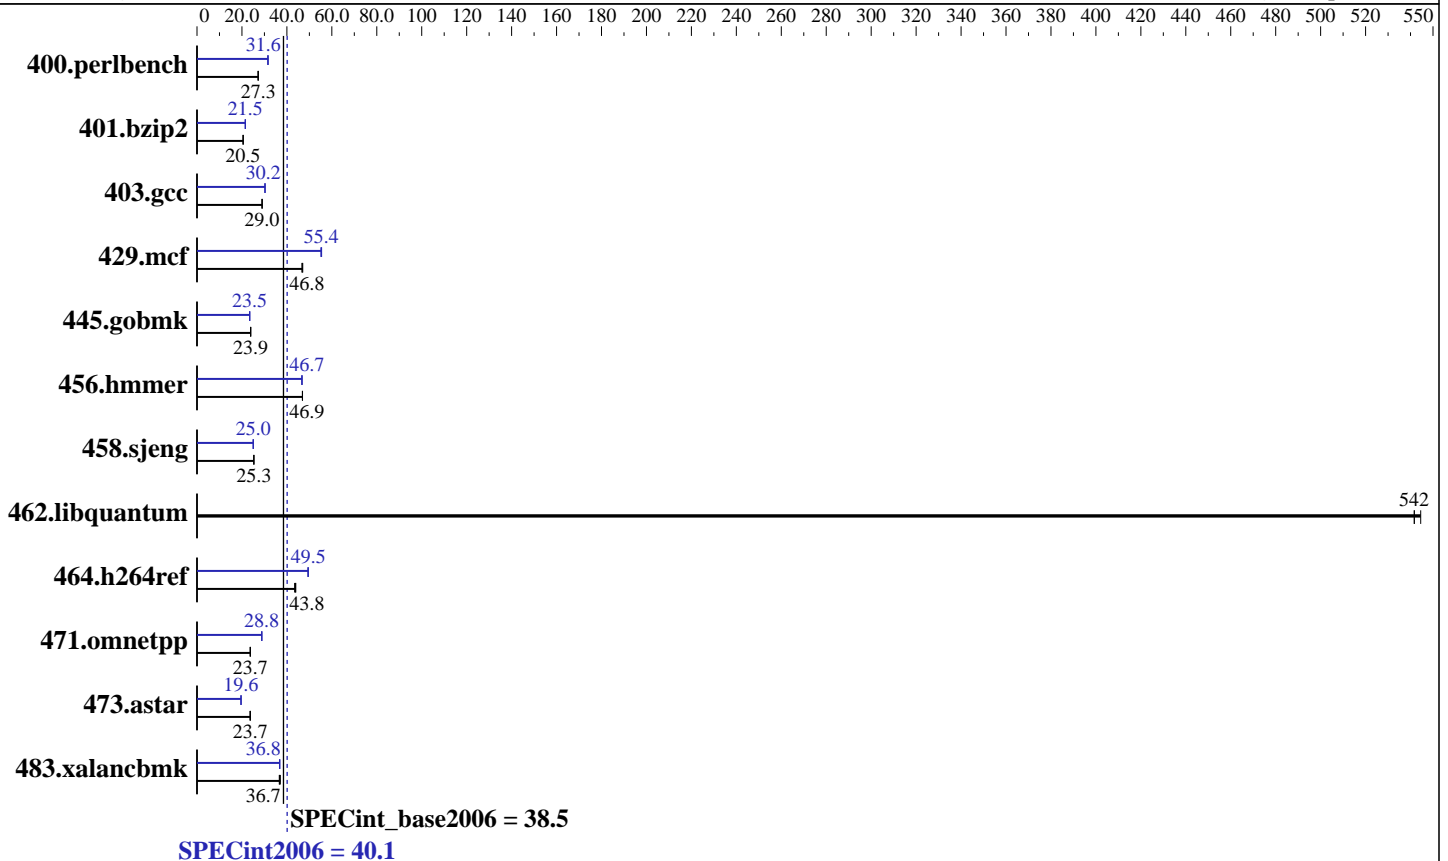 0 20.0 40.0 60.0 80.0 100 120 140 160 180 200 220 240 260 280 300 320 340 360 380 400 420 440 460 480 500 520 550
400.perlbench
31.6
27.3
401.bzip2
21.5
20.5
403.gcc
30.2
29.0
429.mcf
55.4
46.8
445.gobmk
23.5
23.9
456.hmmer
46.7
46.9
458.sjeng
25.0
25.3
462.libquantum
542
464.h264ref
49.5
43.8
471.omnetpp
28.8
23.7
473.astar
19.6
23.7
483.xalancbmk
36.8
36.7
SPECint_base2006 = 38.5
SPECint2006 = 40.1